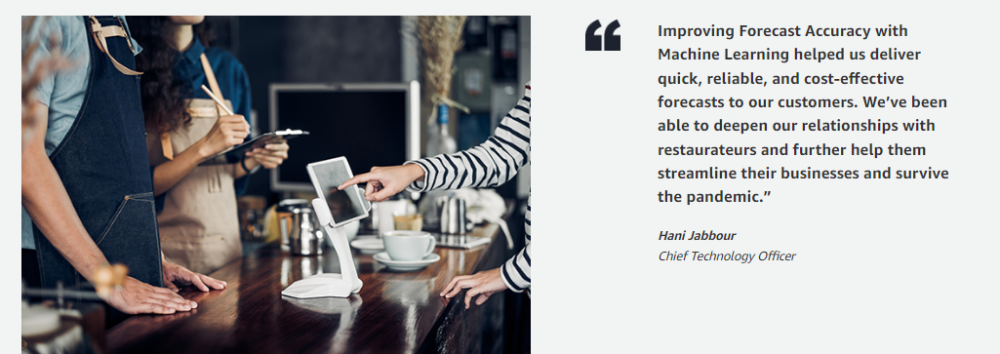 Improving Forecast Accuracy with
Machine Learning helped us deliver
quick, reliable, and cost-effective
forecasts to our customers. We’ve been
able to deepen our relationships with
restaurateurs and further help them
streamline their businesses and survive
the pandemic.”
Hani Jabbour
Chief Technology Officer